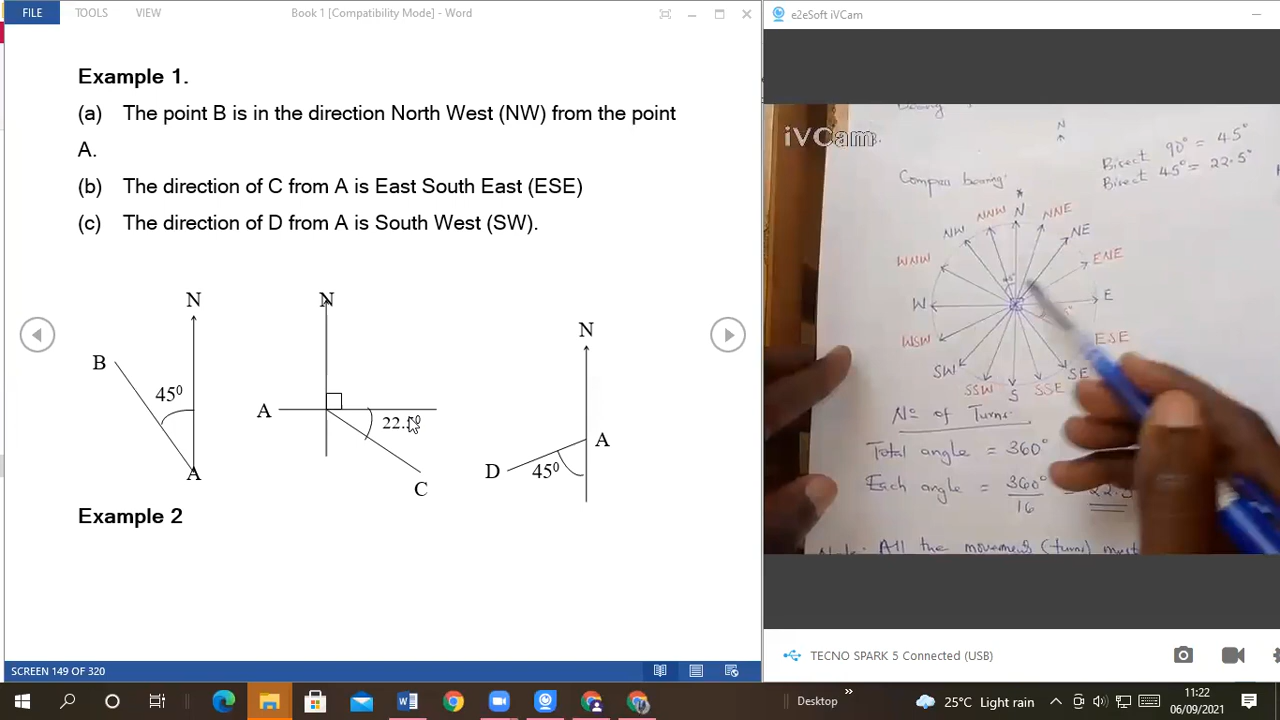 FILE TOOLS VIEW Book 1 [Compatibility Mode] - Word
Example 1.
(a) The point B is in the direction North West (NW) from the point
A.
(b) The direction of C from A is East South East (ESE)
(c) The direction of D from A is South West (SW).
N
B
45⁰
A
N
A
C
N
A
D
45⁰
Example 2
SCREEN 149 OF 320
e2eSoft iVCam
iVCam
N
Bisect 90° = 45°
Bisect 45° = 22.5°
Compass bearing.
N
NNW NNE
NW NE
WNW ENE
W E
WSW ESE
SW SE
SSW S SSE
Nº of Turns
Total angle = 360°
Each angle = 360°/16 =
All the movement (turns) must
TECNO SPARK 5 Connected (USB)
Desktop
25°C Light rain
11:22
06/09/2021